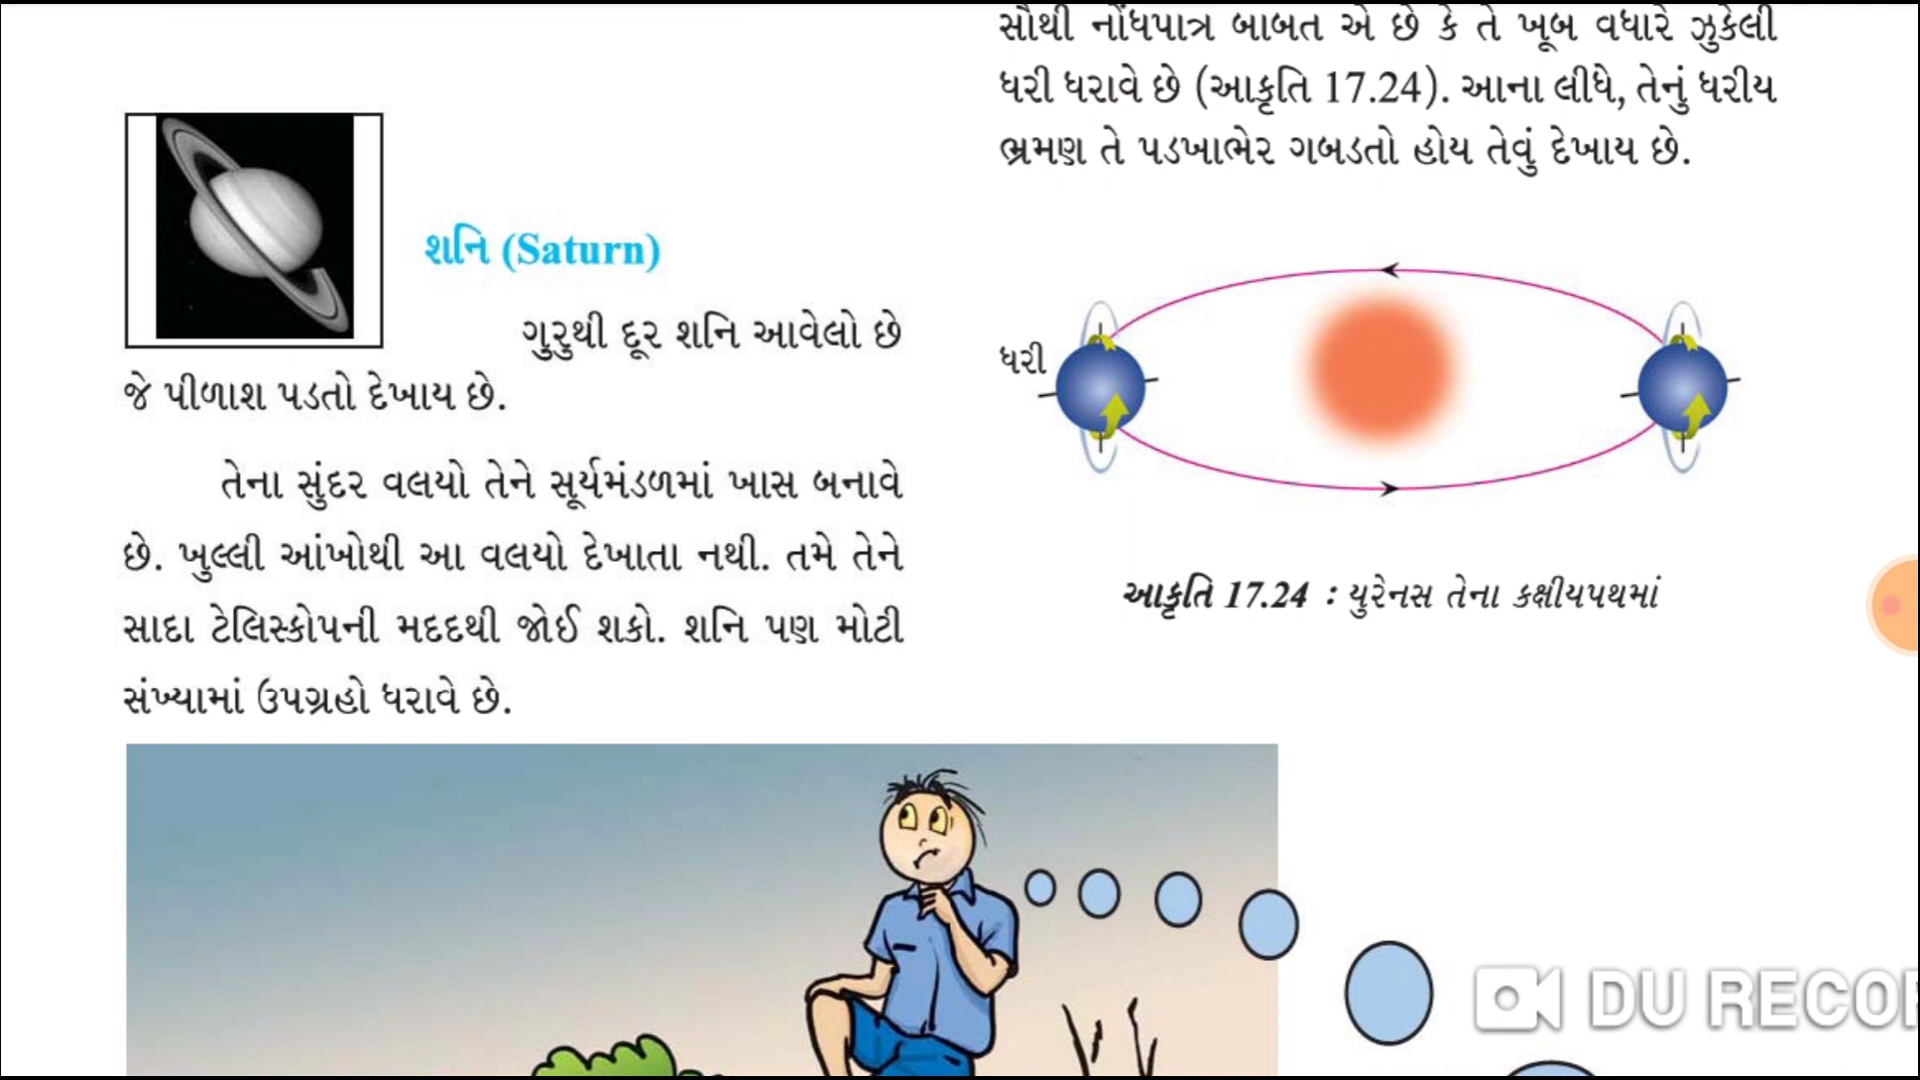 શનિ (Saturn)
ગુરુથી દૂર શનિ આવેલો છે
જે પીળાશ પડતો દેખાય છે.
તેના સુંદર વલયો તેને સૂર્યમંડળમાં ખાસ બનાવે
છે. ખુલ્લી આંખોથી આ વલયો દેખાતા નથી. તમે તેને
સાદા ટેલિસ્કોપની મદદથી જોઈ શકો. શનિ પણ મોટી
સંખ્યામાં ઉપગ્રહો ધરાવે છે.
સૌથી નોંધપાત્ર બાબત એ છે કે તે ખૂબ વધારે ઝુકેલી
ધરી ધરાવે છે (આકૃતિ 17.24). આના લીધે, તેનું ધરીય
ભ્રમણ તે પડખાભેર ગબડતો હોય તેવું દેખાય છે.
ધરી
આકૃતિ 17.24 : યુરેનસ તેના કક્ષીયપથમાં
DU RECOR